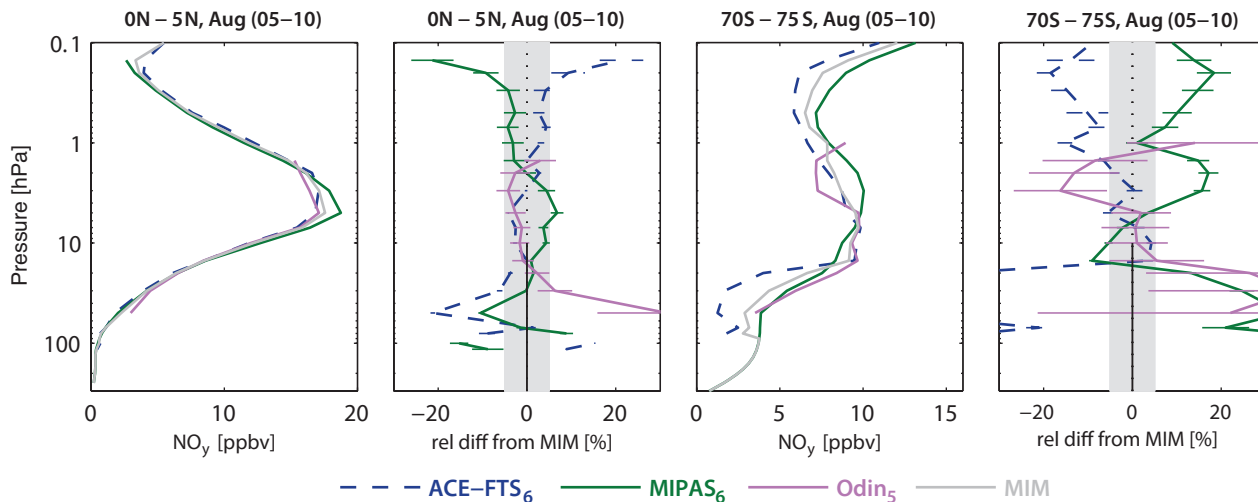 0N – 5N, Aug (05–10)
0N – 5N, Aug (05–10)
70S – 75S, Aug (05–10)
70S – 75S, Aug (05–10)
Pressure [hPa]
0.1
1
10
100
0 10 20
−20 0 20
0 5 10 15
−20 0 20
NOy [ppbv]
rel diff from MIM [%]
NOy [ppbv]
rel diff from MIM [%]
ACE−FTS6 MIPAS6 Odin5 MIM